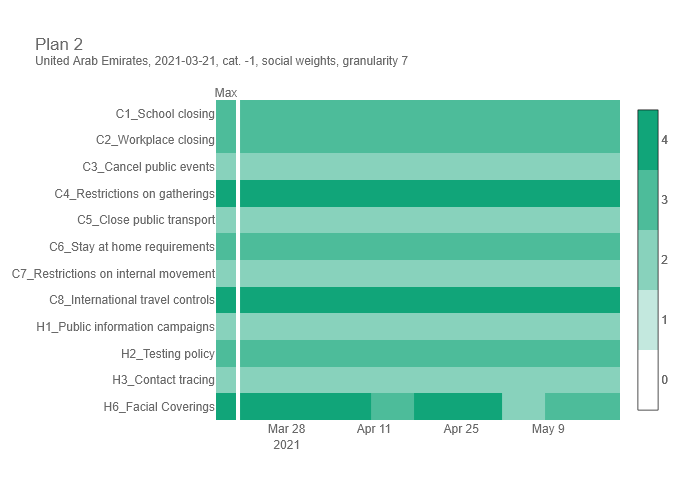 Plan 2
United Arab Emirates, 2021-03-21, cat. -1, social weights, granularity 7
Max
C1_School closing
C2_Workplace closing
C3_Cancel public events
C4_Restrictions on gatherings
C5_Close public transport
C6_Stay at home requirements
C7_Restrictions on internal movement
C8_International travel controls
H1_Public information campaigns
H2_Testing policy
H3_Contact tracing
H6_Facial Coverings
Mar 28 Apr 11 Apr 25 May 9
2021
4
3
2
1
0